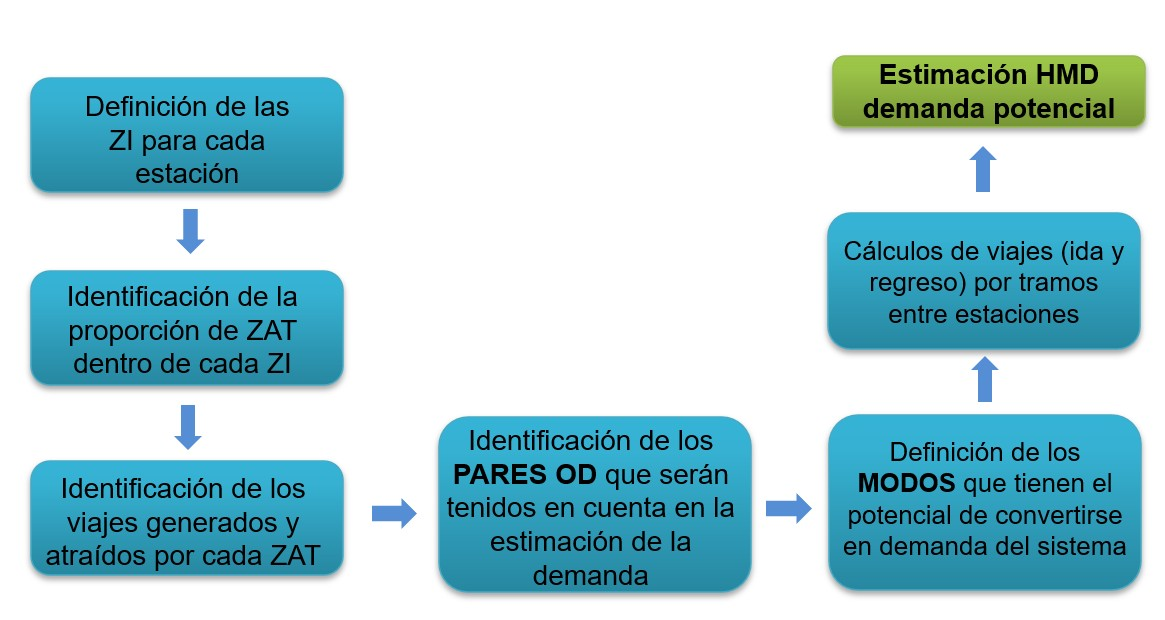 Definición de las
ZI para cada
estación
Identificación de la
proporción de ZAT
dentro de cada ZI
Identificación de los
viajes generados y
atraídos por cada ZAT
Identificación de los
PARES OD que serán
tenidos en cuenta en la
estimación de la
demanda
Definición de los
MODOS que tienen el
potencial de convertirse
en demanda del sistema
Cálculos de viajes (ida y
regreso) por tramos
entre estaciones
Estimación HMD
demanda potencial